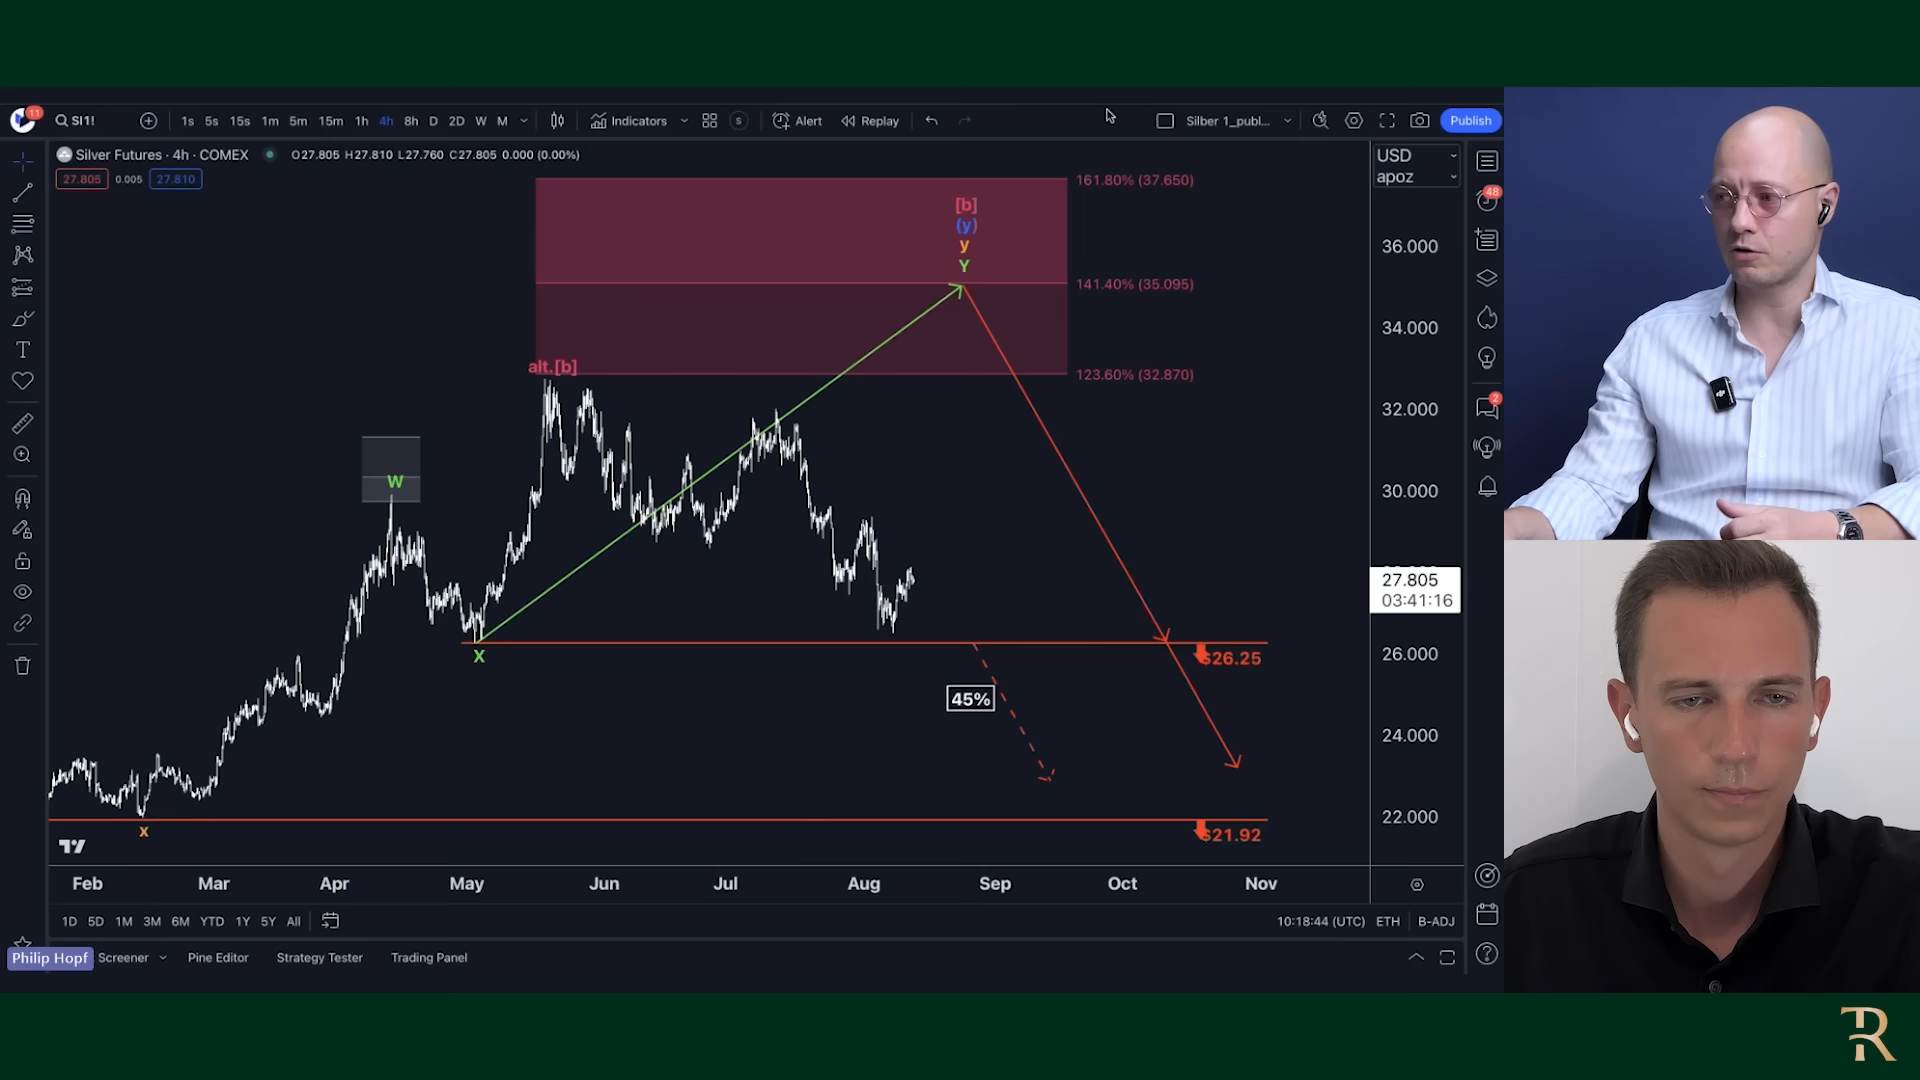 11
SI1!
1s 5s 15s 1m 5m 15m 1h 4h 8h D 2D W M
Indicators
S
Alert
Replay
Silber 1_publ...
Publish
Silver Futures · 4h · COMEX
O27.805 H27.810 L27.760 C27.805 0.000 (0.00%)
27.805 0.005 27.810
USD
apoz
48
2
161.80% (37.650)
[b]
(y)
y
Y
141.40% (35.095)
alt.[b]
123.60% (32.870)
W
X
$26.25
45%
x
$21.92
36.000
34.000
32.000
30.000
27.805
03:41:16
26.000
24.000
22.000
Feb Mar Apr May Jun Jul Aug Sep Oct Nov
1D 5D 1M 3M 6M YTD 1Y 5Y All
10:18:44 (UTC) ETH B-ADJ
Philip Hopf
Screener Pine Editor Strategy Tester Trading Panel
TR